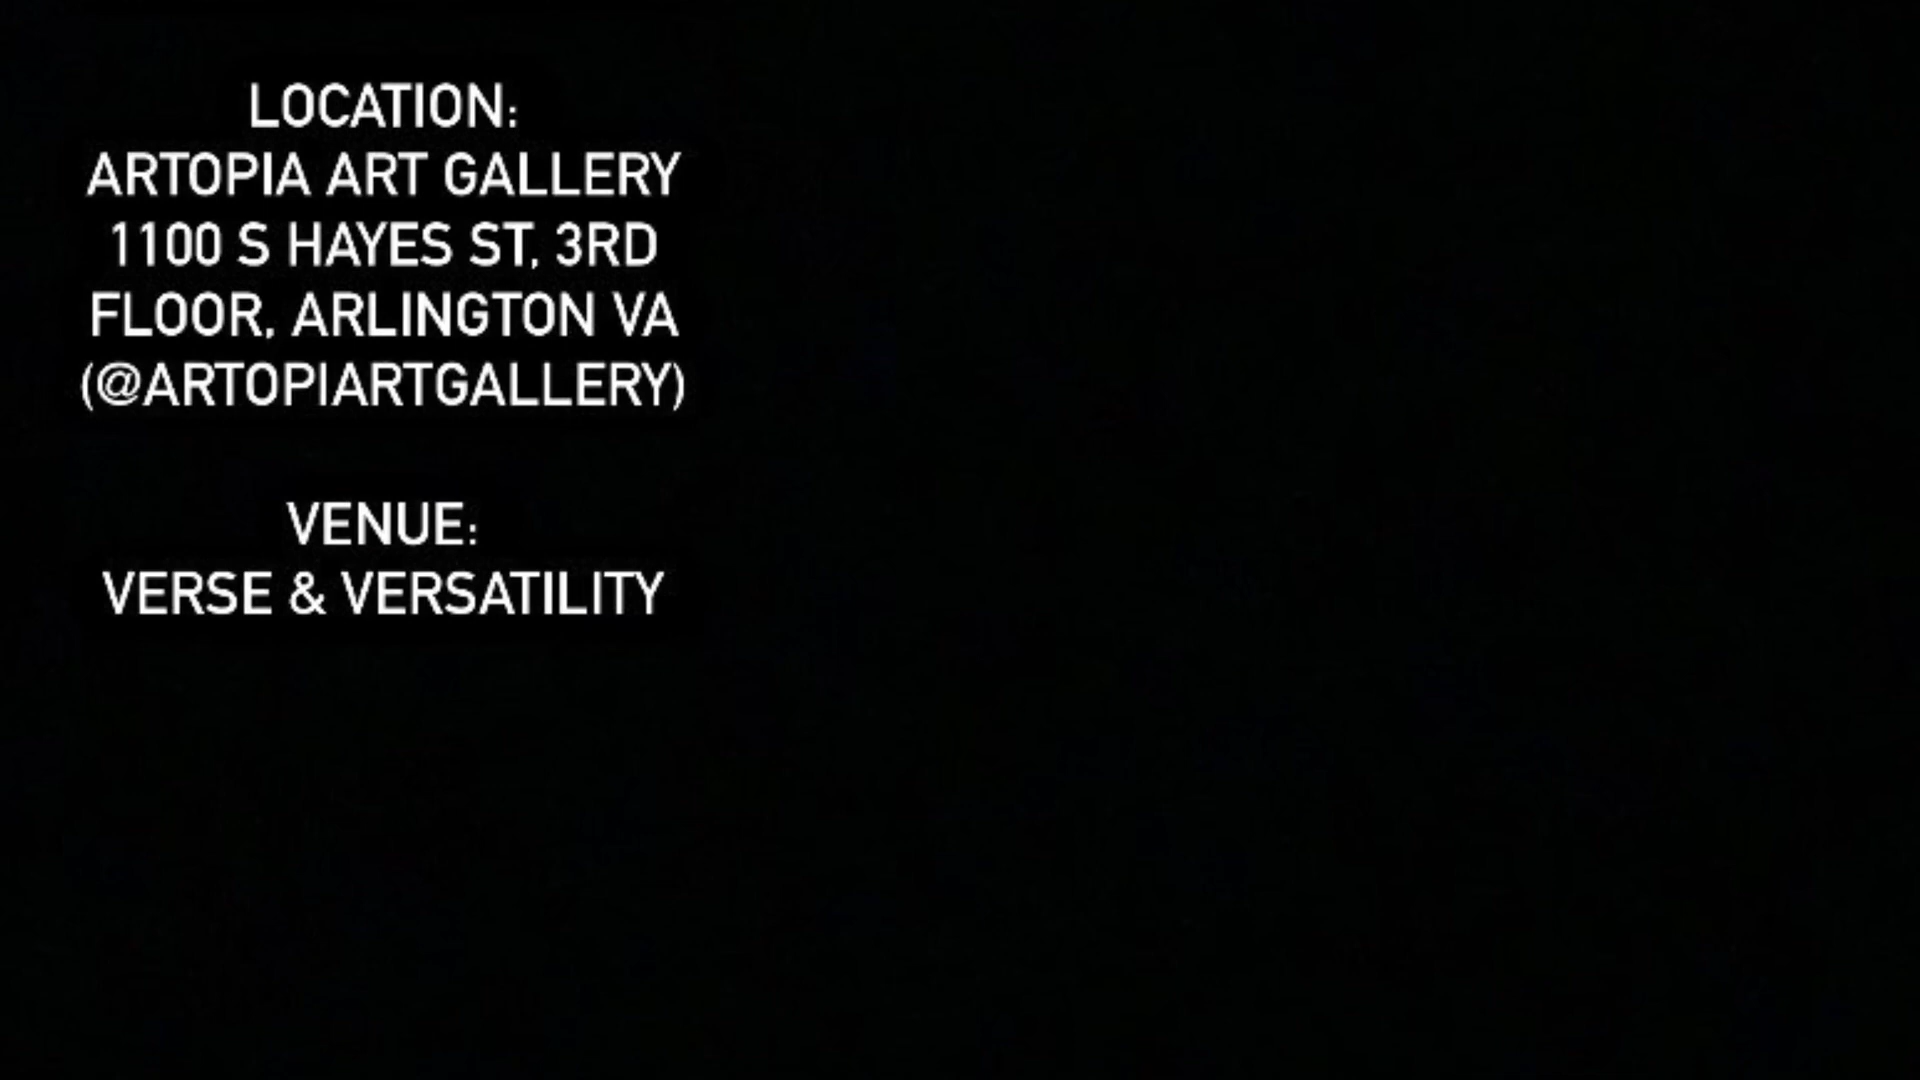 LOCATION:
ARTOPIA ART GALLERY
1100 S HAYES ST, 3RD
FLOOR, ARLINGTON VA
(@ARTOPIARTGALLERY)
VENUE:
VERSE & VERSATILITY